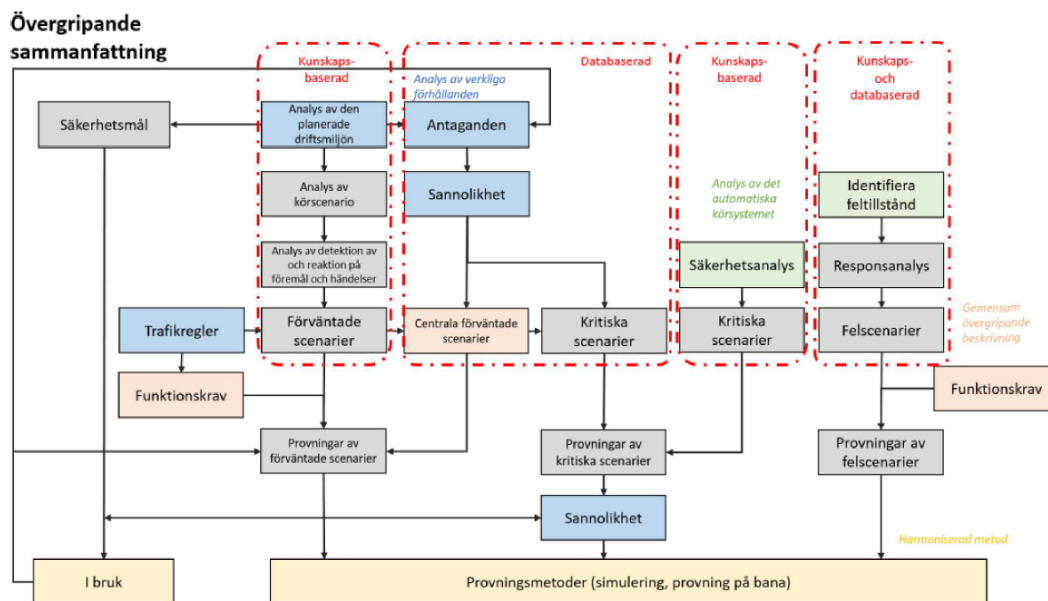 Övergripande
sammanfattning
Kunskaps-
baserad
Databaserad
Kunskaps-
baserad
Kunskaps-
och
databaserad
Analys av verkliga
förhållanden
Säkerhetsmål
Analys av den
planerade
driftsmiljön
Antaganden
Analys av
körscenario
Sannolikhet
Analys av det
automatiska
körsystemet
Identifiera
feltillstånd
Analys av detektion av
och reaktion på
föremål och händelser
Säkerhetsanalys
Responsanalys
Trafikregler
Förväntade
scenarier
Centrala förväntade
scenarier
Kritiska
scenarier
Kritiska
scenarier
Felscenarier
Gemensam
övergripande
beskrivning
Funktionskrav
Funktionskrav
Provningar av
förväntade scenarier
Provningar av
kritiska scenarier
Provningar av
felscenarier
Sannolikhet
Harmoniserad metod
I bruk
Provningsmetoder (simulering, provning på bana)